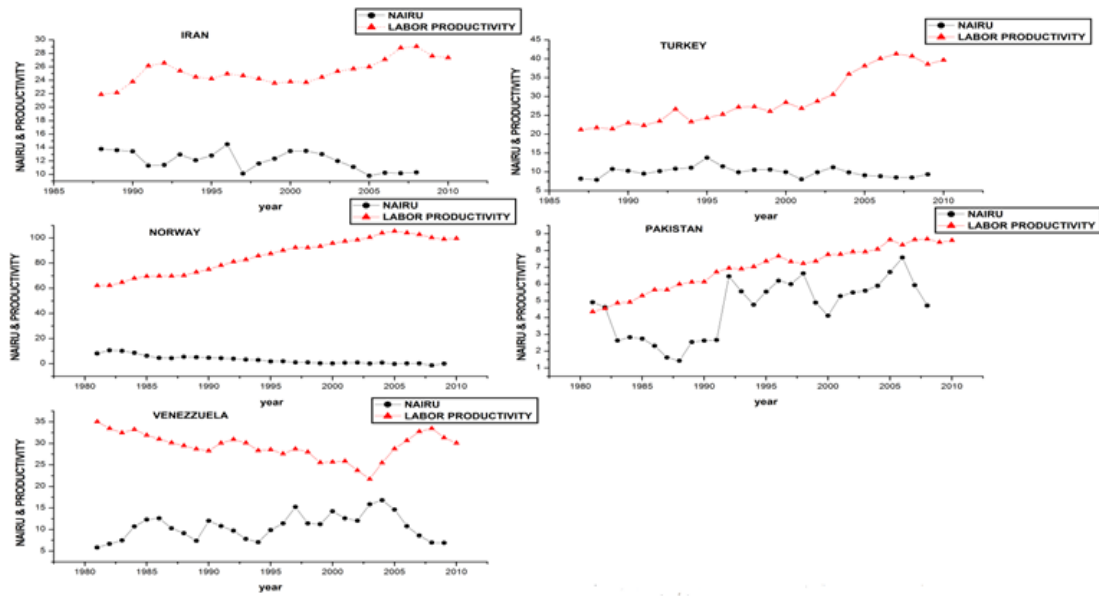 NAIRU
LABOR PRODUCTIVITY
IRAN
NAIRU & PRODUCTIVITY
30
28
26
24
22
20
18
16
14
12
10
1985 1990 1995 2000 2005 2010
year
NAIRU
LABOR PRODUCTIVITY
TURKEY
NAIRU & PRODUCTIVITY
45
40
35
30
25
20
15
10
5
1985 1990 1995 2000 2005 2010
year
NAIRU
LABOR PRODUCTIVITY
NORWAY
NAIRU & PRODUCTIVITY
100
80
60
40
20
0
1980 1985 1990 1995 2000 2005 2010
year
NAIRU
LABOR PRODUCTIVITY
PAKISTAN
NAIRU & PRODUCTIVITY
9
8
7
6
5
4
3
2
1
1980 1985 1990 1995 2000 2005 2010
year
NAIRU
LABOR PRODUCTIVITY
VENEZZUELA
NAIRU & PRODUCTIVITY
35
30
25
20
15
10
5
1980 1985 1990 1995 2000 2005 2010
year